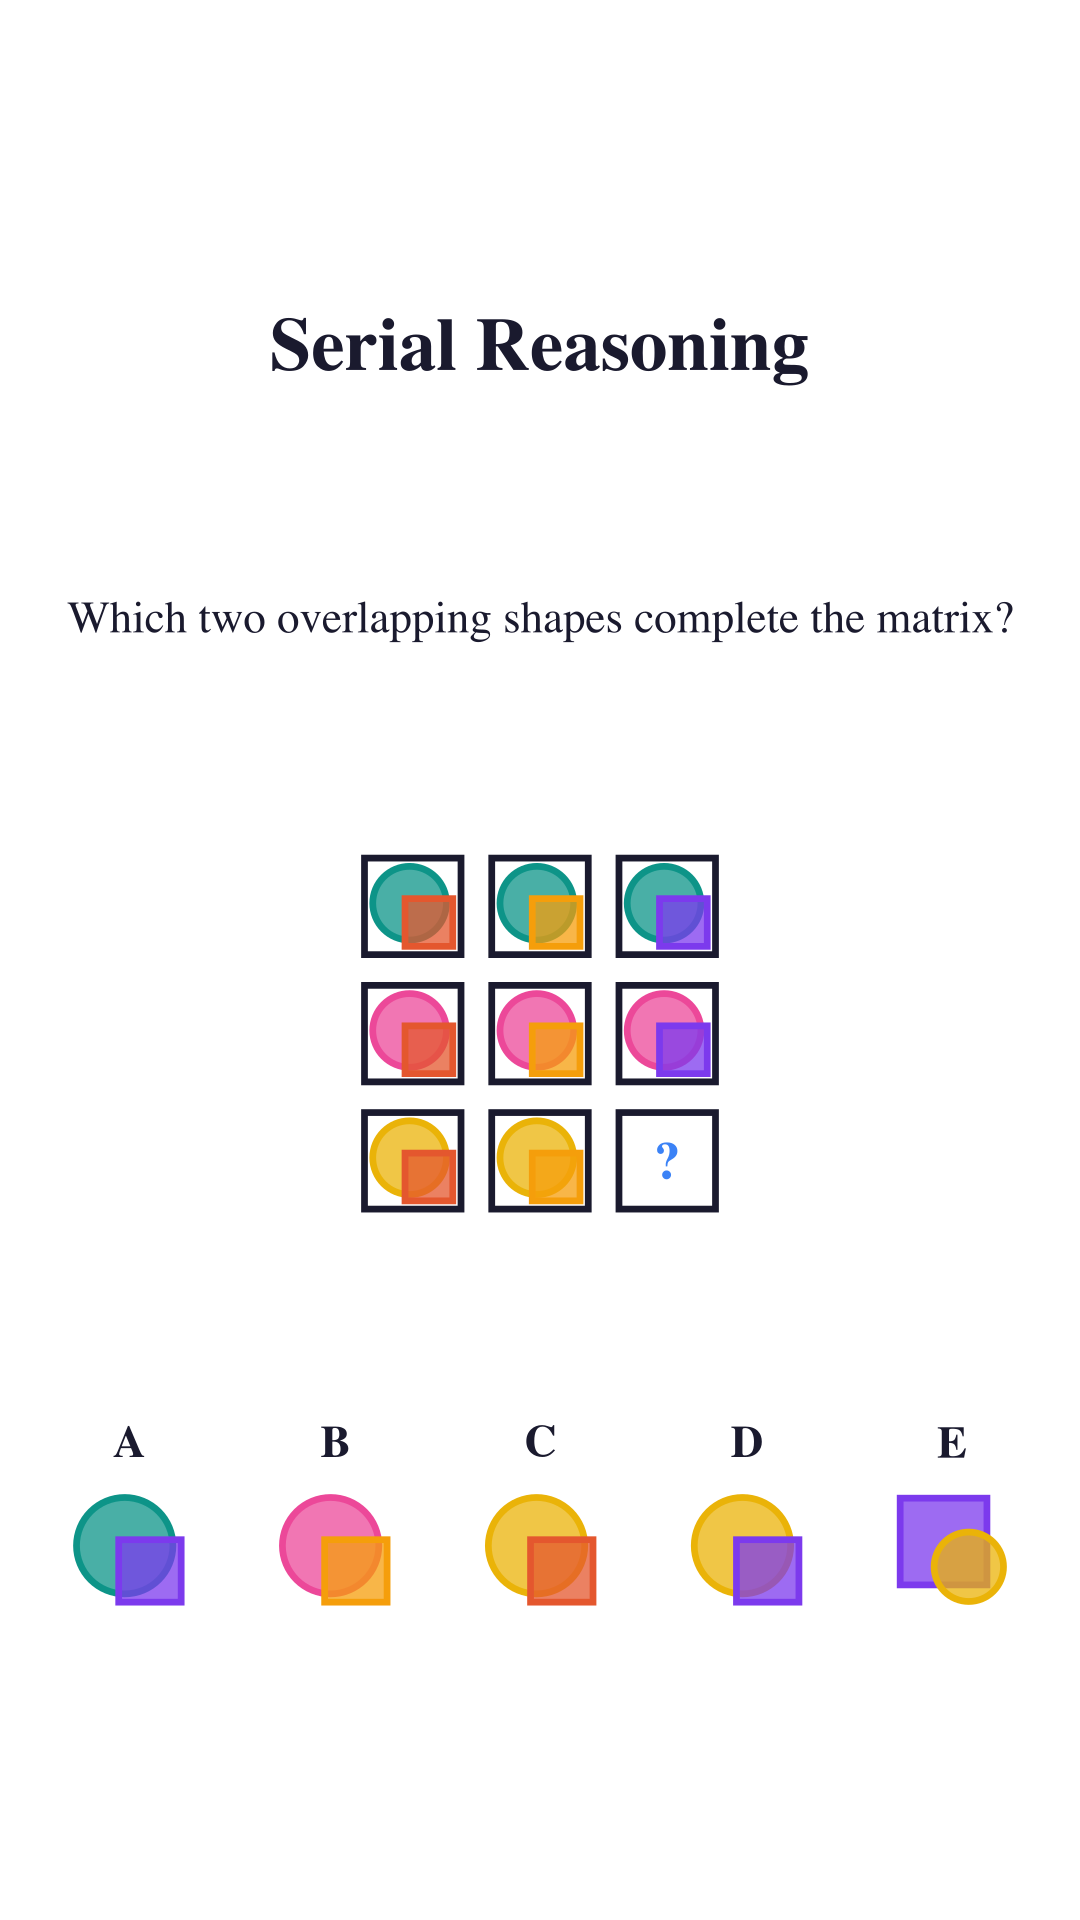 Serial Reasoning
Which two overlapping shapes complete the matrix?
?
A B C D E